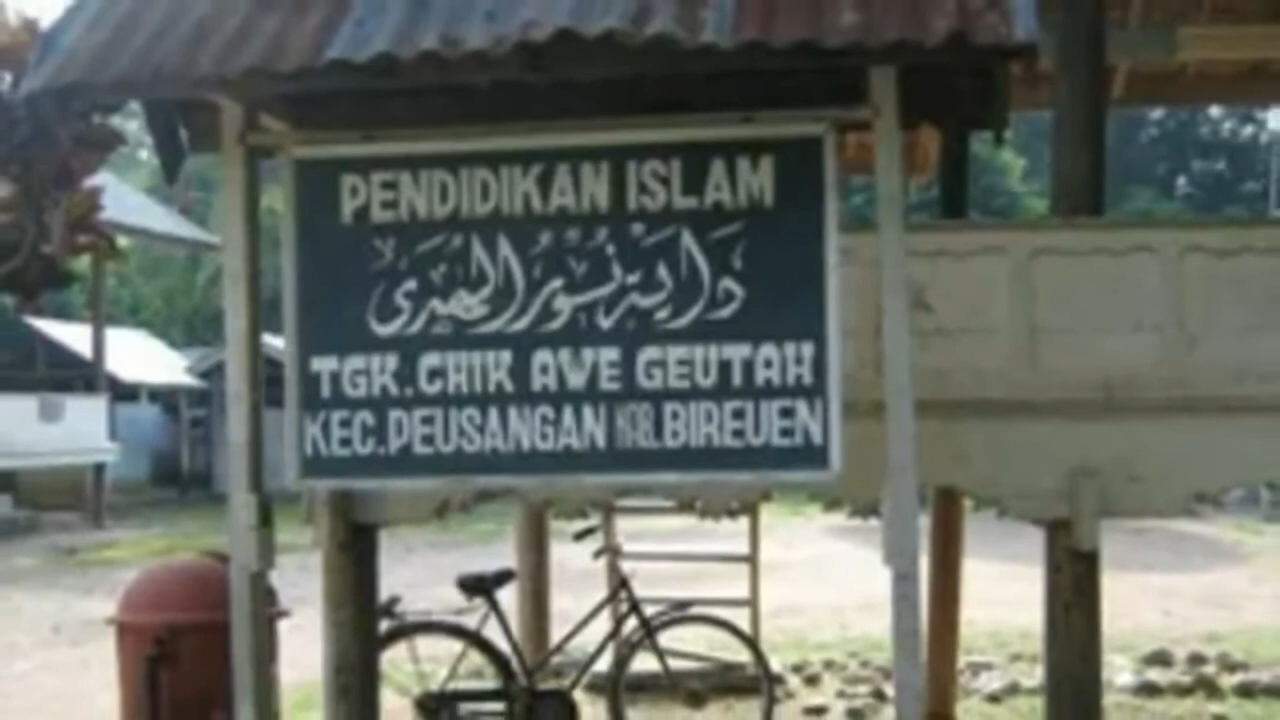 PENDIDIKAN ISLAM
داية نور الهدى
TGK.CHIK AWE GEUTAH
KEC.PEUSANGAN KAB.BIREUEN